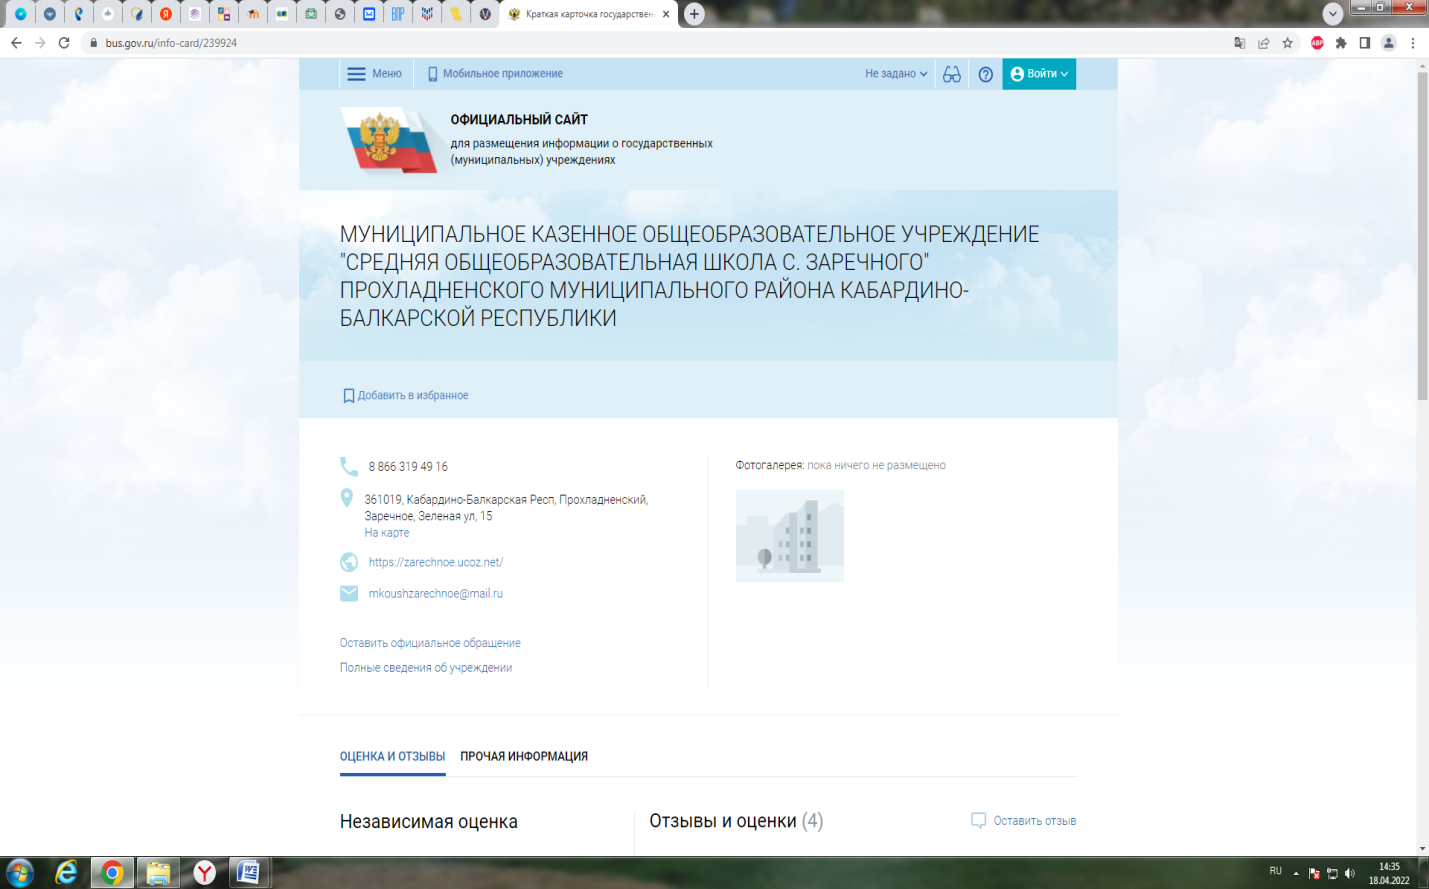 Краткая карточка государствен
bus.gov.ru/info-card/239924
Меню
Мобильное приложение
Не задано
Войти
ОФИЦИАЛЬНЫЙ САЙТ
для размещения информации о государственных
(муниципальных) учреждениях
МУНИЦИПАЛЬНОЕ КАЗЕННОЕ ОБЩЕОБРАЗОВАТЕЛЬНОЕ УЧРЕЖДЕНИЕ
"СРЕДНЯЯ ОБЩЕОБРАЗОВАТЕЛЬНАЯ ШКОЛА С. ЗАРЕЧНОГО"
ПРОХЛАДНЕНСКОГО МУНИЦИПАЛЬНОГО РАЙОНА КАБАРДИНО-
БАЛКАРСКОЙ РЕСПУБЛИКИ
Добавить в избранное
8 866 319 49 16
361019, Кабардино-Балкарская Респ, Прохладненский,
Заречное, Зеленая ул, 15
На карте
https://zarechnoe.ucoz.net/
mkoushzarechnoe@mail.ru
Оставить официальное обращение
Полные сведения об учреждении
Фотогалерея: пока ничего не размещено
ОЦЕНКА И ОТЗЫВЫ
ПРОЧАЯ ИНФОРМАЦИЯ
Независимая оценка
Отзывы и оценки (4)
Оставить отзыв
RU
14:35
18.04.2022